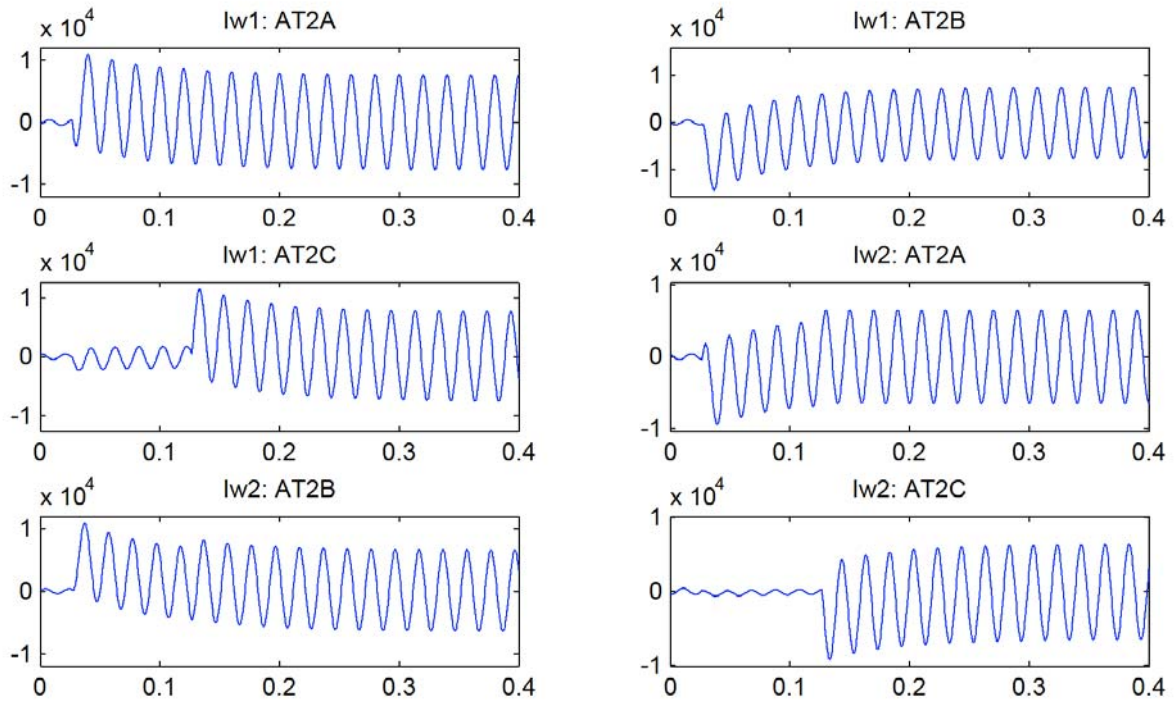 x 10^4 Iw1: AT2A
1
0
-1
0 0.1 0.2 0.3 0.4
x 10^4 Iw1: AT2B
1
0
-1
0 0.1 0.2 0.3 0.4
x 10^4 Iw1: AT2C
1
0
-1
0 0.1 0.2 0.3 0.4
x 10^4 Iw2: AT2A
1
0
-1
0 0.1 0.2 0.3 0.4
x 10^4 Iw2: AT2B
1
0
-1
0 0.1 0.2 0.3 0.4
x 10^4 Iw2: AT2C
1
0
-1
0 0.1 0.2 0.3 0.4